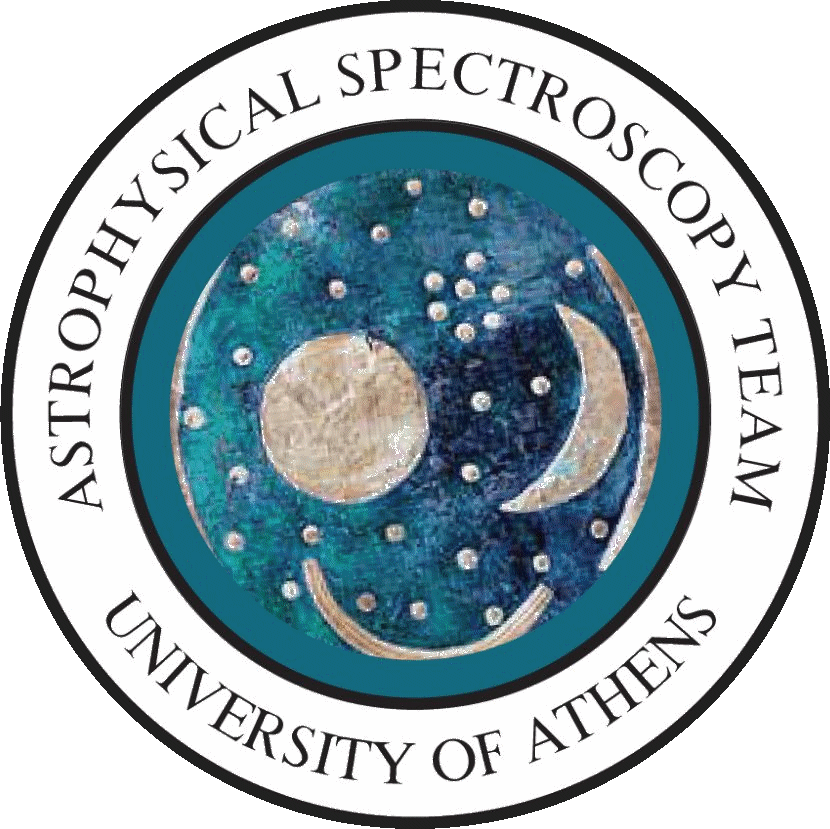 ASTROPHYSICAL SPECTROSCOPY TEAM
UNIVERSITY OF ATHENS